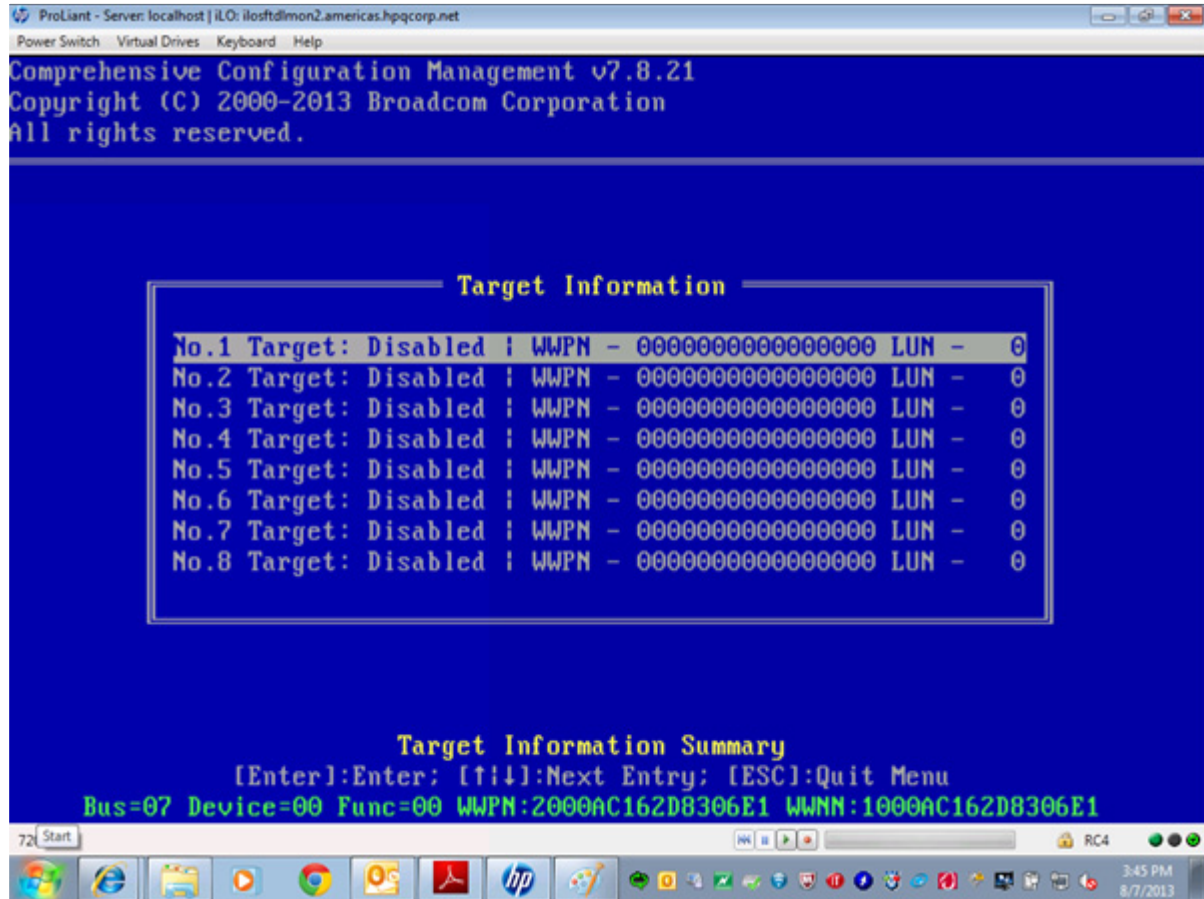 ProLiant - Server: localhost | iLO: ilosftdlmon2.americas.hpqcorp.net
Power Switch Virtual Drives Keyboard Help
Comprehensive Configuration Management v7.8.21
Copyright (C) 2000-2013 Broadcom Corporation
All rights reserved.
Target Information
No.1 Target: Disabled ¦ WWPN - 0000000000000000 LUN - 0
No.2 Target: Disabled ¦ WWPN - 0000000000000000 LUN - 0
No.3 Target: Disabled ¦ WWPN - 0000000000000000 LUN - 0
No.4 Target: Disabled ¦ WWPN - 0000000000000000 LUN - 0
No.5 Target: Disabled ¦ WWPN - 0000000000000000 LUN - 0
No.6 Target: Disabled ¦ WWPN - 0000000000000000 LUN - 0
No.7 Target: Disabled ¦ WWPN - 0000000000000000 LUN - 0
No.8 Target: Disabled ¦ WWPN - 0000000000000000 LUN - 0
Target Information Summary
[Enter]:Enter; [↑¦↓]:Next Entry; [ESC]:Quit Menu
Bus=07 Device=00 Func=00 WWPN:2000AC162D8306E1 WWNN:1000AC162D8306E1
Start
RC4
hp
3:45 PM
8/7/2013